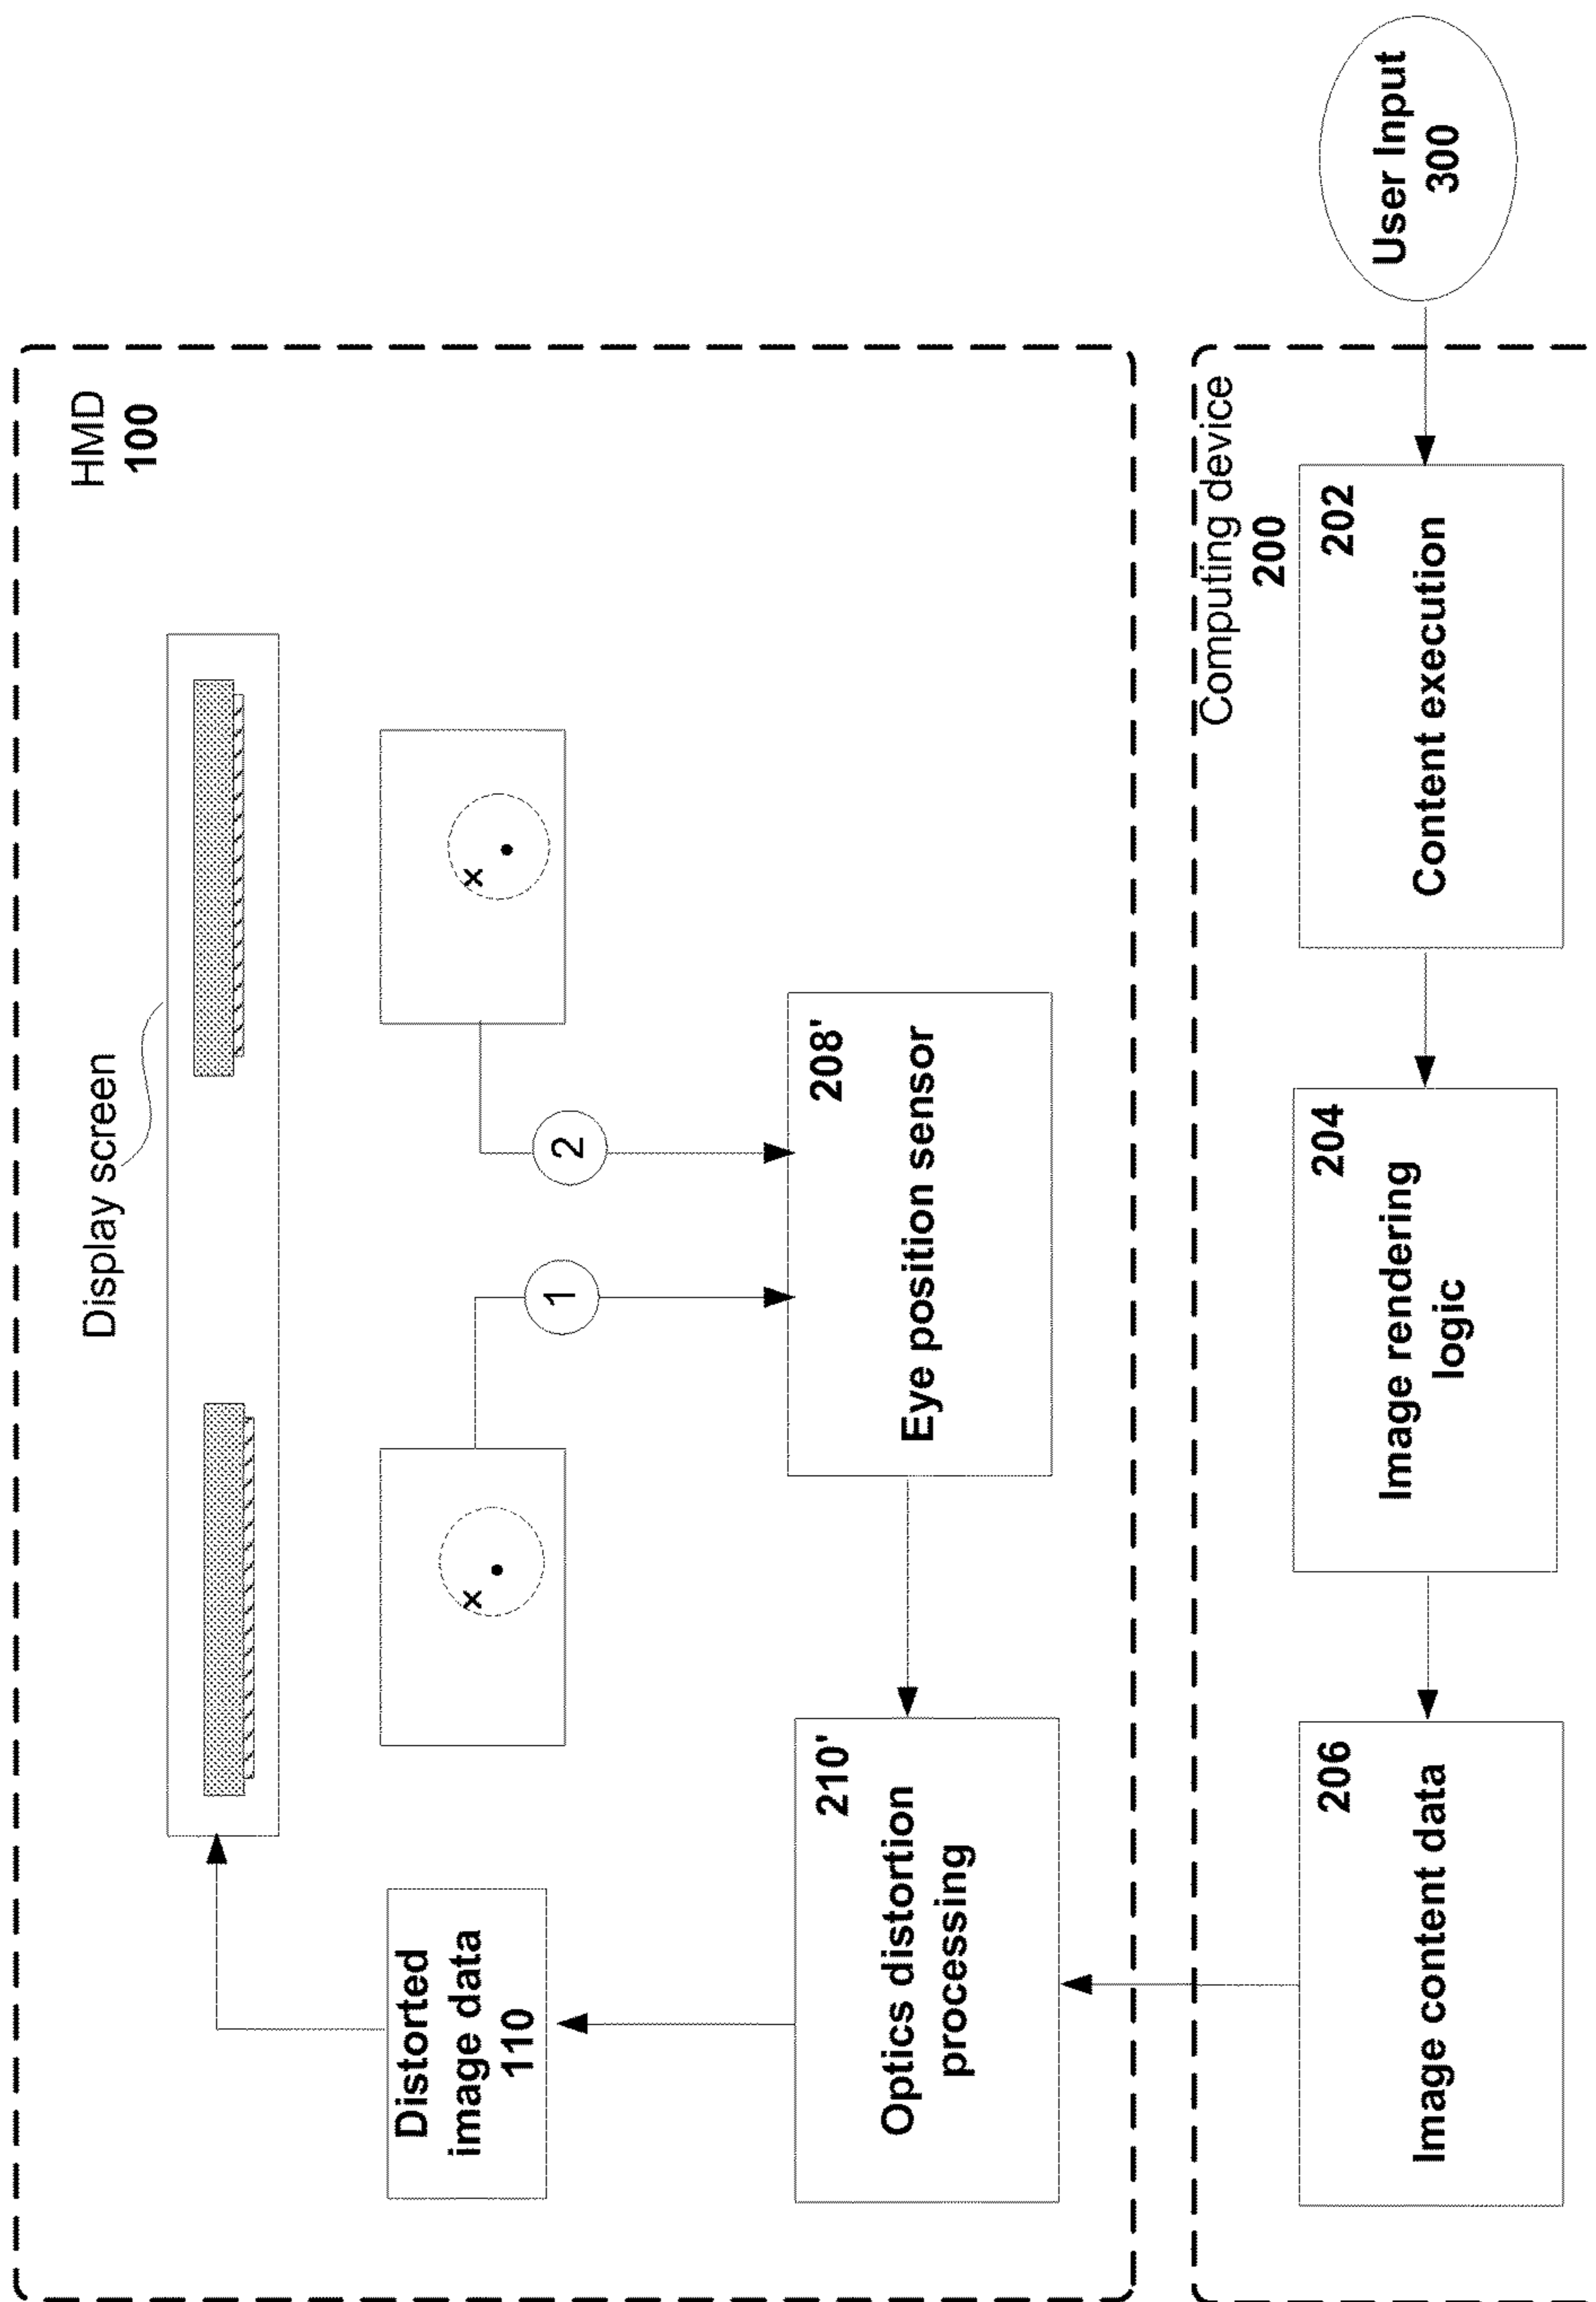 HMD
100
Display screen
Distorted
image data
110
1
2
208'
Eye position sensor
210'
Optics distortion
processing
Computing device
200
206
Image content data
204
Image rendering
logic
202
Content execution
User Input
300